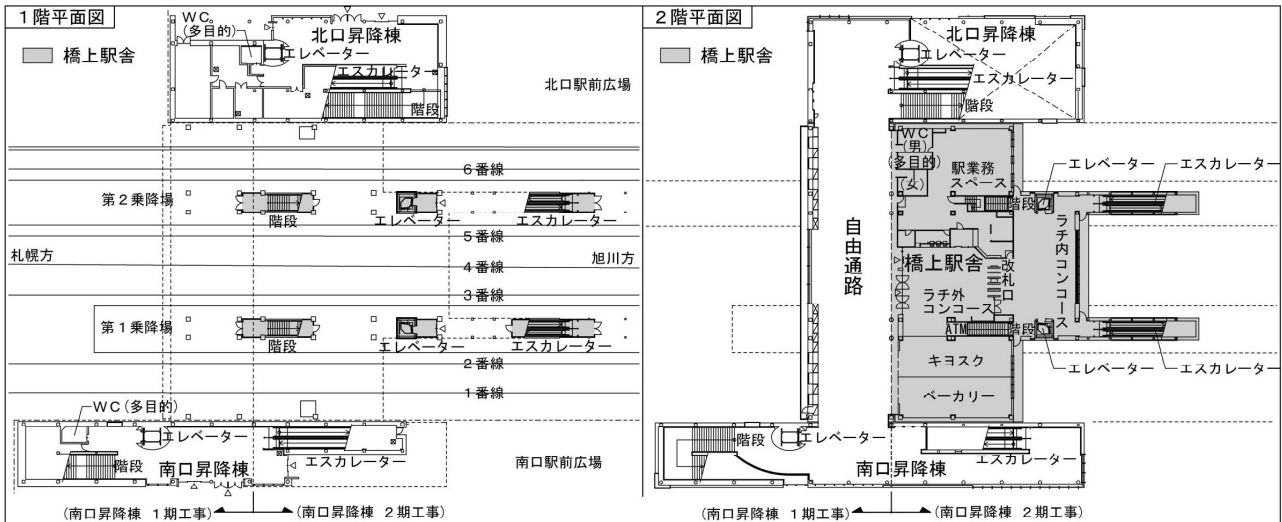 1階平面図
橋上駅舎
WC
(多目的)
北口昇降棟
エレベーター
エスカレータ
ー
階段
北口駅前広場
6番線
第2乗降場
階段
エレベーター
エスカレーター
5番線
札幌方
旭川方
4番線
3番線
第1乗降場
階段
エレベーター
エスカレーター
2番線
1番線
WC(多目的)
エレベーター
階段
エスカレーター
南口昇降棟
南口駅前広場
(南口昇降棟 1期工事)
(南口昇降棟 2期工事)
2階平面図
橋上駅舎
北口昇降棟
エレベーター
エスカレーター
階段
WC
(男)
(多目的)
(女)
駅業務
スペース
エレベーター
エスカレーター
階段
自由通路
橋上駅舎
ラチ外
コンコース
改札口
ラチ内コンコース
ATM
階段
キヨスク
エレベーター
エスカレーター
ベーカリー
階段
エレベーター
エスカレーター
南口昇降棟
(南口昇降棟 1期工事)
(南口昇降棟 2期工事)